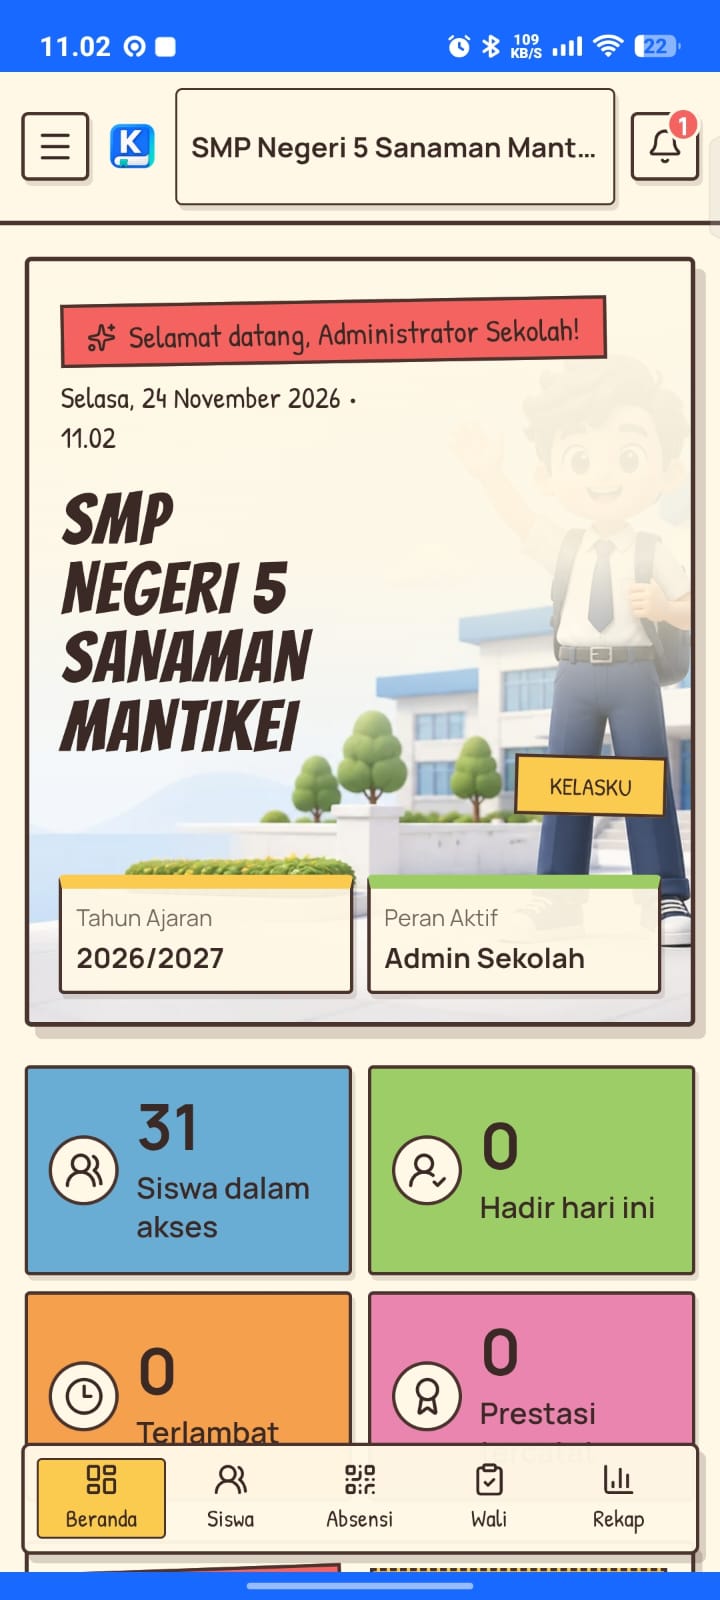 11.02
109
KB/S
22
K
SMP Negeri 5 Sanaman Mant...
1
Selamat datang, Administrator Sekolah!
Selasa, 24 November 2026 •
11.02
SMP
NEGERI 5
SANAMAN
MANTIKEI
KELASKU
Tahun Ajaran
2026/2027
Peran Aktif
Admin Sekolah
31
Siswa dalam
akses
0
Hadir hari ini
0
Terlambat
0
Prestasi
tercatat
Beranda
Siswa
Absensi
Wali
Rekap